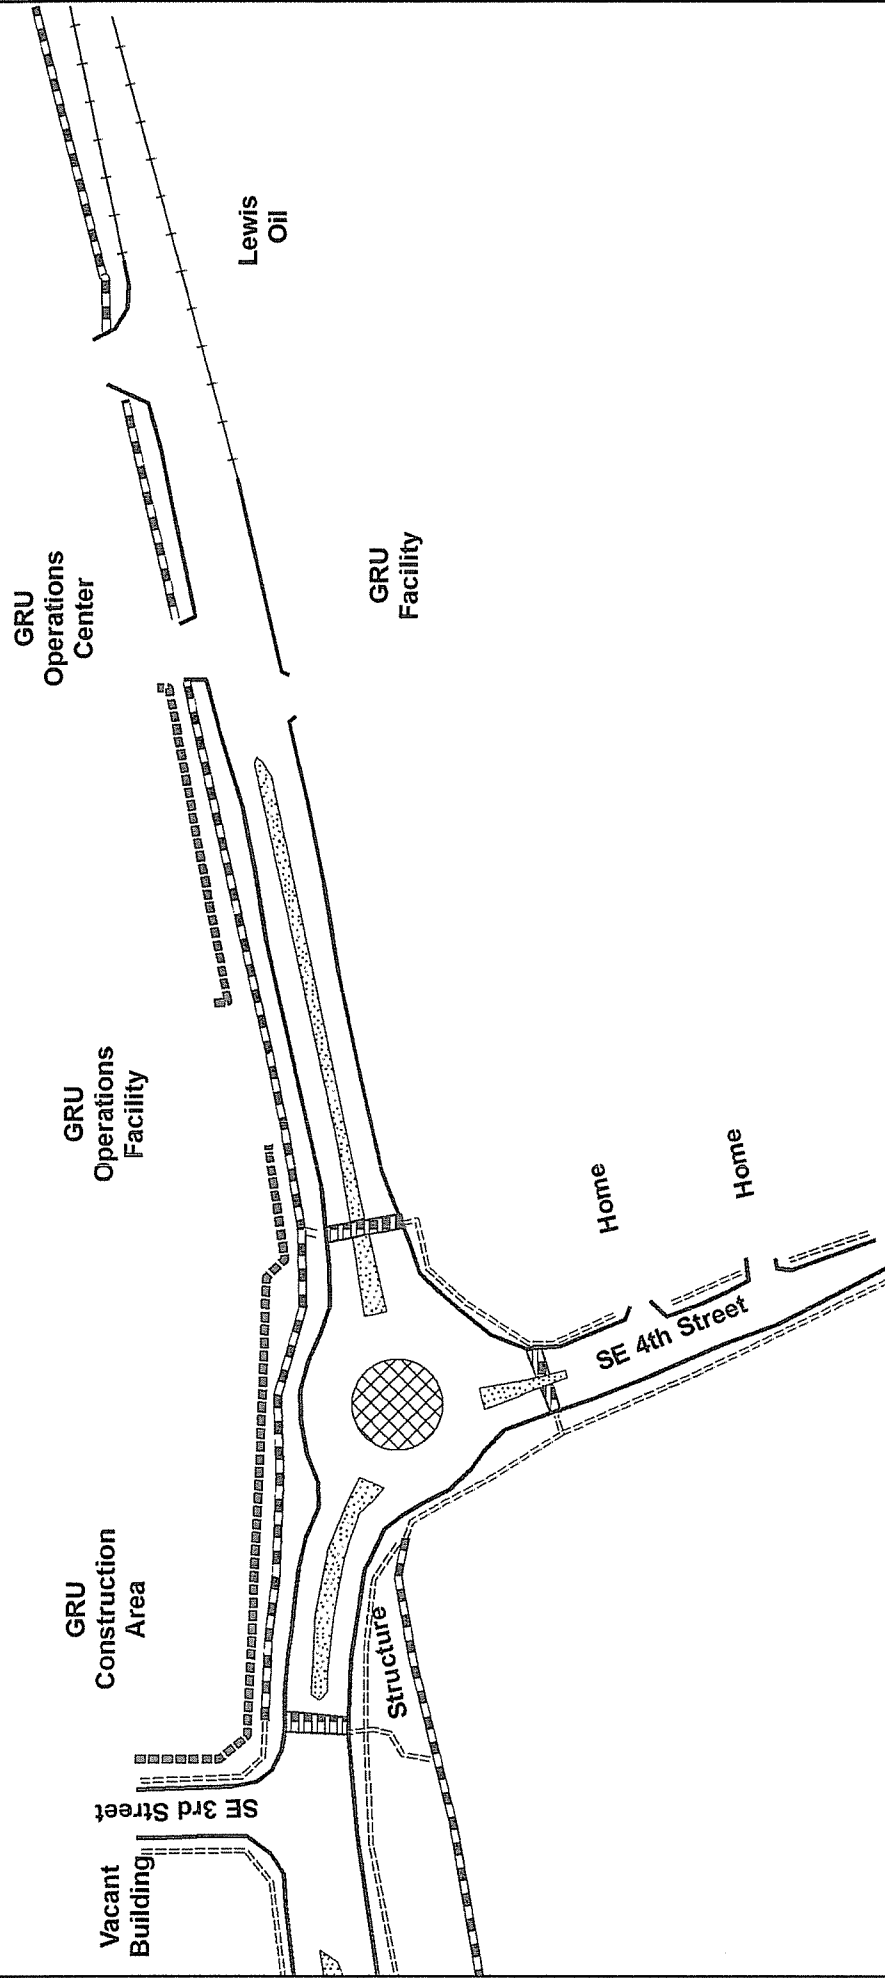 Vacant
Building
SE 3rd Street
GRU
Construction
Area
Structure
GRU
Operations
Facility
SE 4th Street
Home
Home
GRU
Operations
Center
GRU
Facility
Lewis
Oil